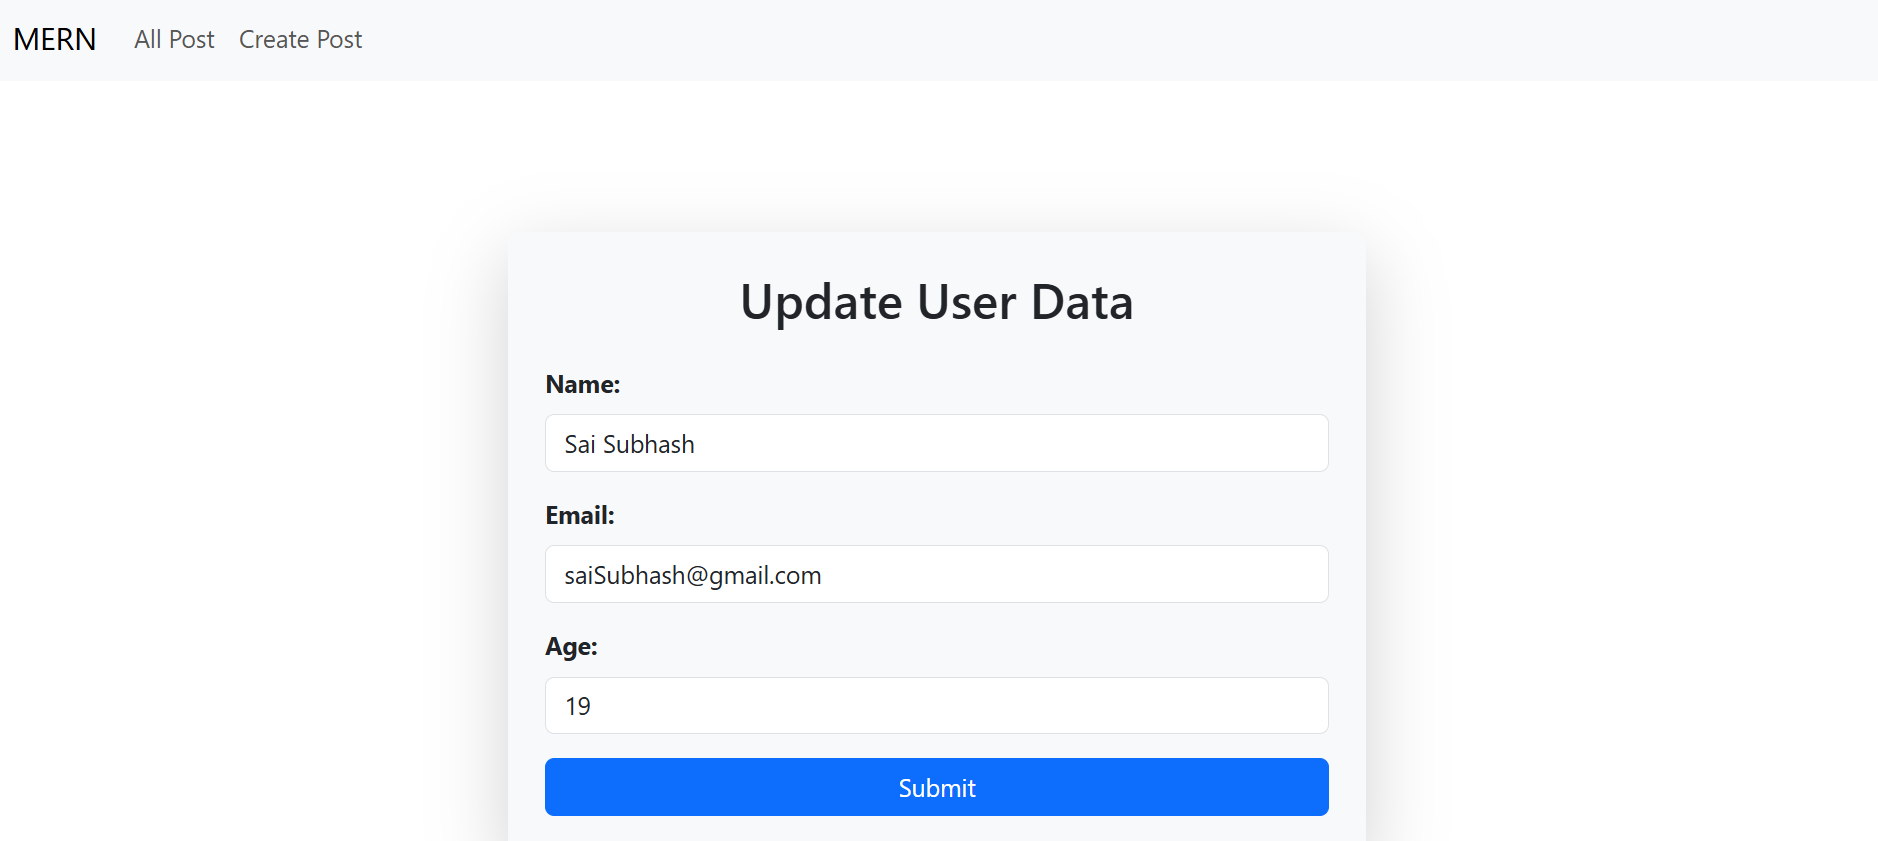 MERN All Post Create Post
Update User Data
Name:
Sai Subhash
Email:
saiSubhash@gmail.com
Age:
19
Submit